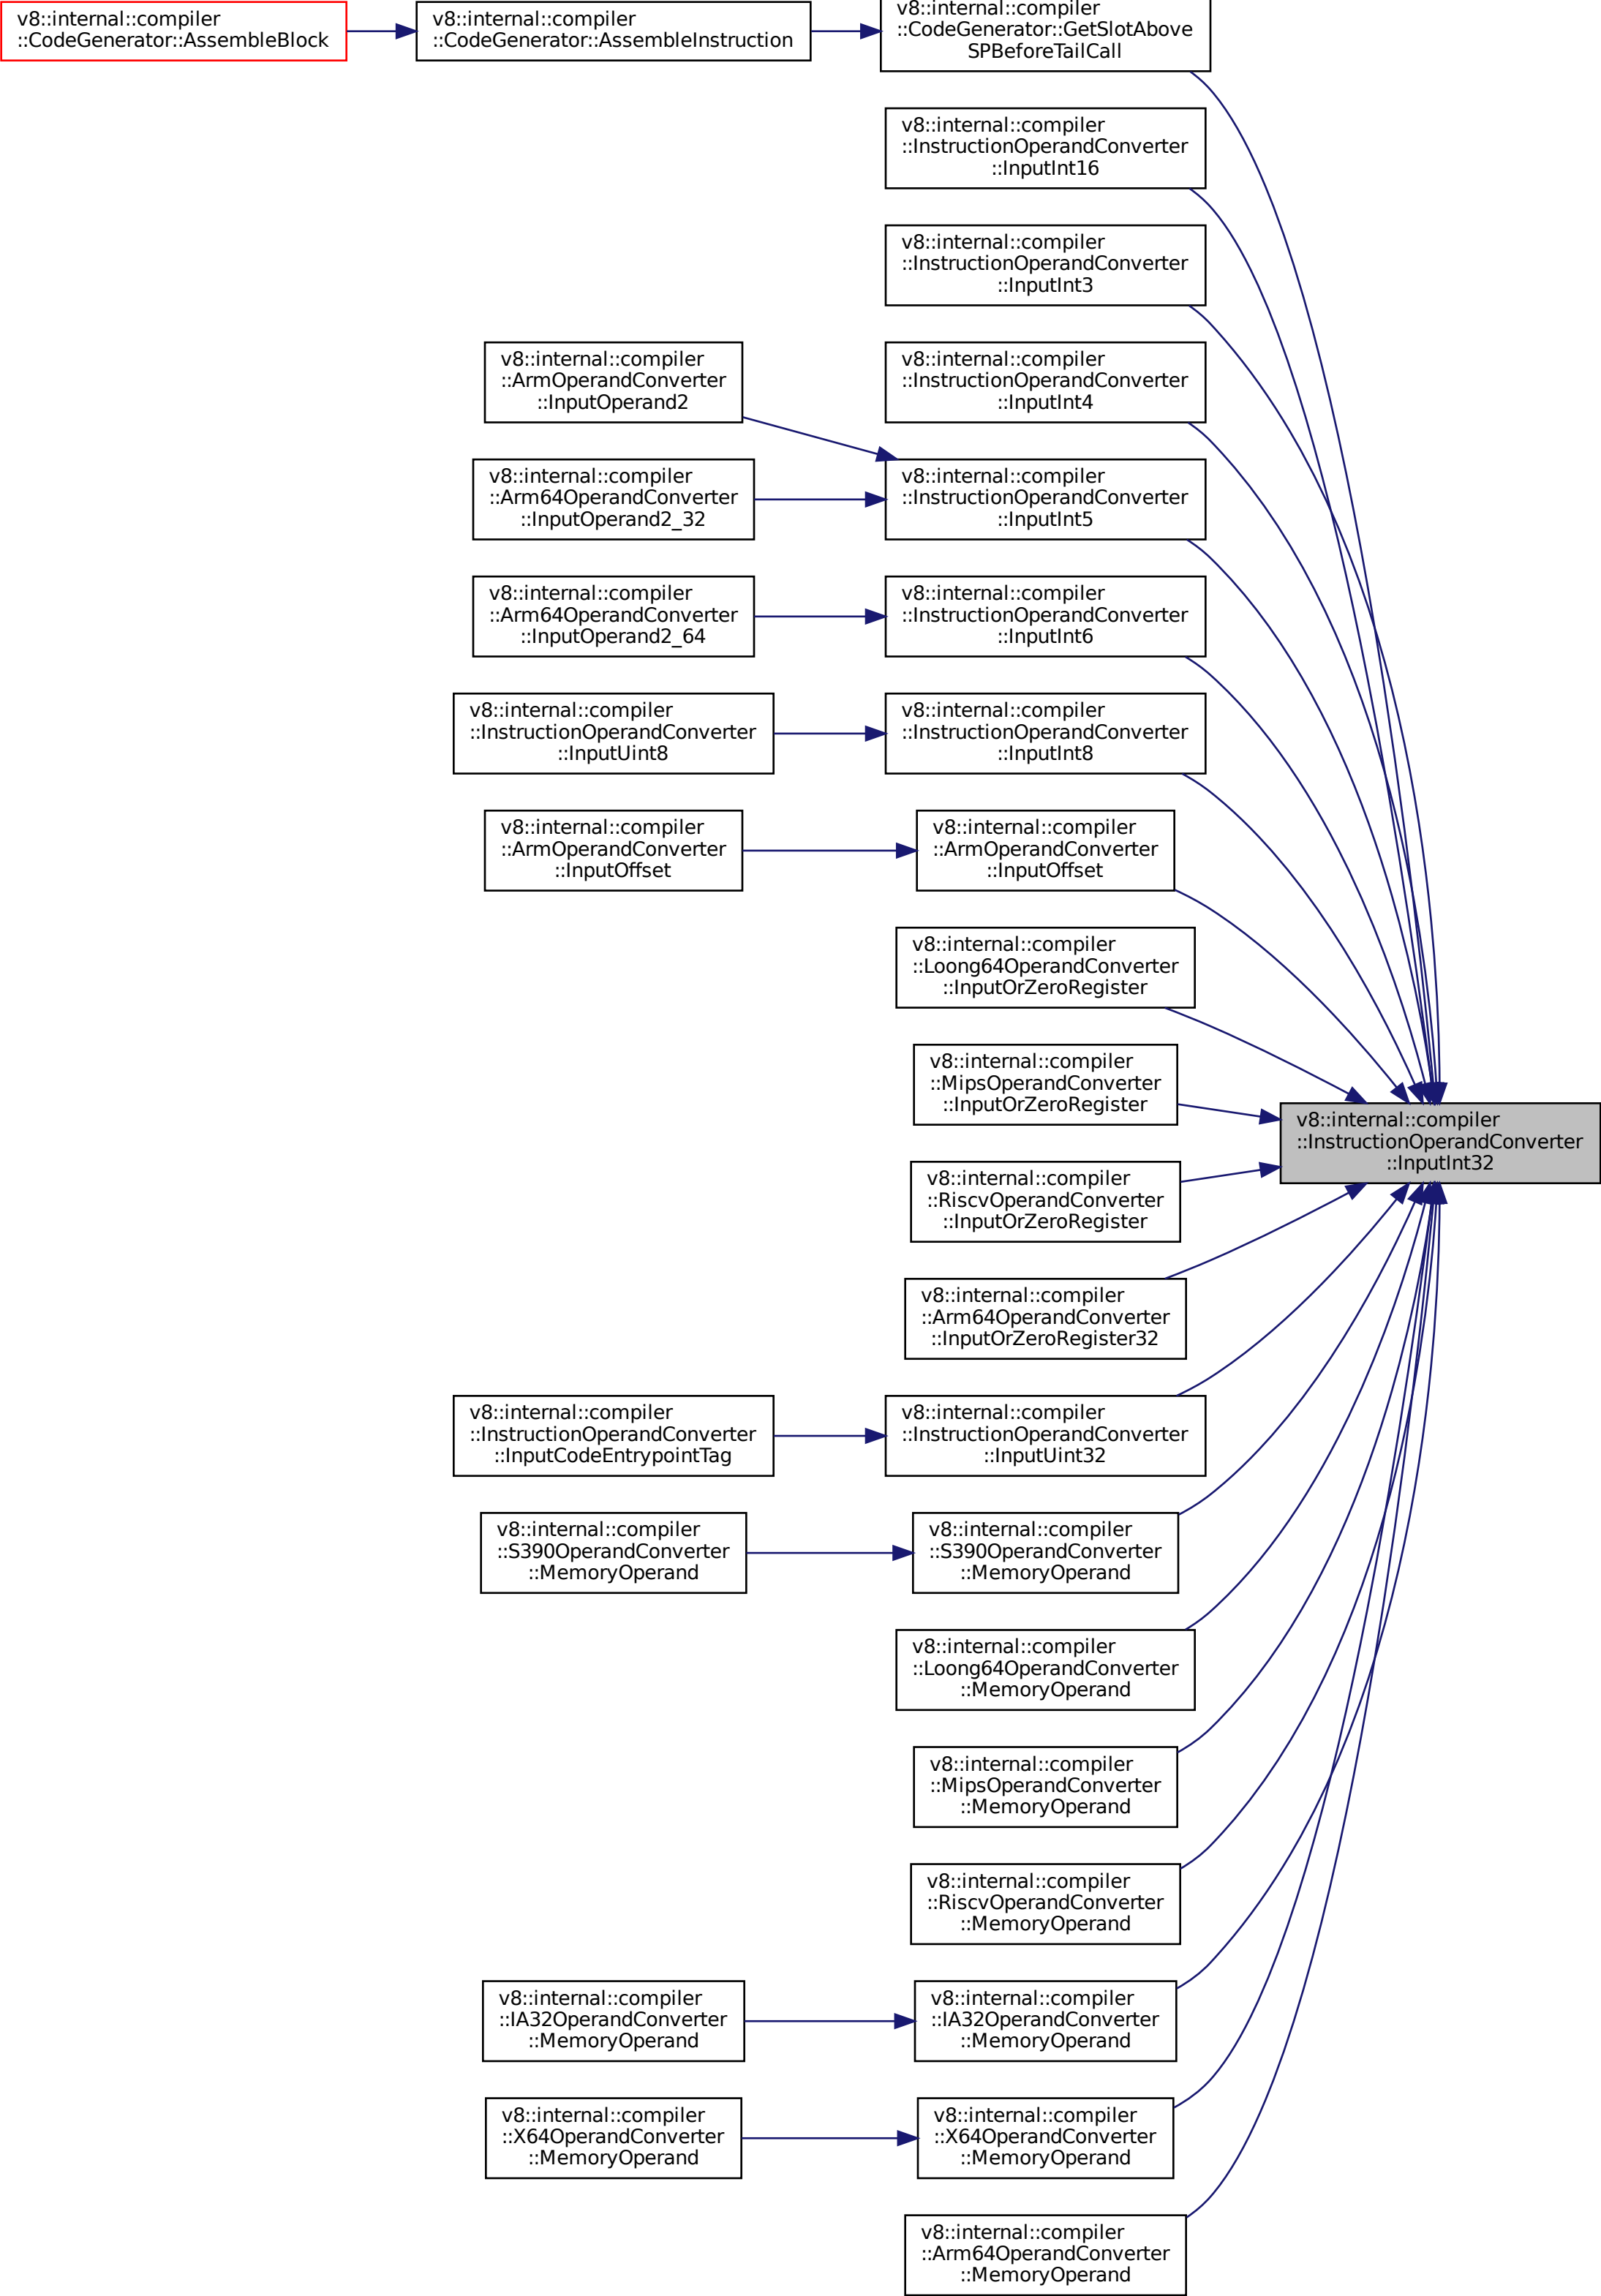 v8::internal::compiler
::CodeGenerator::AssembleBlock
v8::internal::compiler
::CodeGenerator::AssembleInstruction
v8::internal::compiler
::CodeGenerator::GetSlotAbove
SPBeforeTailCall
v8::internal::compiler
::InstructionOperandConverter
::InputInt16
v8::internal::compiler
::InstructionOperandConverter
::InputInt3
v8::internal::compiler
::ArmOperandConverter
::InputOperand2
v8::internal::compiler
::InstructionOperandConverter
::InputInt4
v8::internal::compiler
::Arm64OperandConverter
::InputOperand2_32
v8::internal::compiler
::InstructionOperandConverter
::InputInt5
v8::internal::compiler
::Arm64OperandConverter
::InputOperand2_64
v8::internal::compiler
::InstructionOperandConverter
::InputInt6
v8::internal::compiler
::InstructionOperandConverter
::InputUint8
v8::internal::compiler
::InstructionOperandConverter
::InputInt8
v8::internal::compiler
::ArmOperandConverter
::InputOffset
v8::internal::compiler
::ArmOperandConverter
::InputOffset
v8::internal::compiler
::Loong64OperandConverter
::InputOrZeroRegister
v8::internal::compiler
::MipsOperandConverter
::InputOrZeroRegister
v8::internal::compiler
::InstructionOperandConverter
::InputInt32
v8::internal::compiler
::RiscvOperandConverter
::InputOrZeroRegister
v8::internal::compiler
::Arm64OperandConverter
::InputOrZeroRegister32
v8::internal::compiler
::InstructionOperandConverter
::InputCodeEntrypointTag
v8::internal::compiler
::InstructionOperandConverter
::InputUint32
v8::internal::compiler
::S390OperandConverter
::MemoryOperand
v8::internal::compiler
::S390OperandConverter
::MemoryOperand
v8::internal::compiler
::Loong64OperandConverter
::MemoryOperand
v8::internal::compiler
::MipsOperandConverter
::MemoryOperand
v8::internal::compiler
::RiscvOperandConverter
::MemoryOperand
v8::internal::compiler
::IA32OperandConverter
::MemoryOperand
v8::internal::compiler
::IA32OperandConverter
::MemoryOperand
v8::internal::compiler
::X64OperandConverter
::MemoryOperand
v8::internal::compiler
::X64OperandConverter
::MemoryOperand
v8::internal::compiler
::Arm64OperandConverter
::MemoryOperand